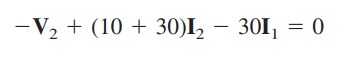 −V₂ + (10 + 30)I₂ − 30I₁ = 0